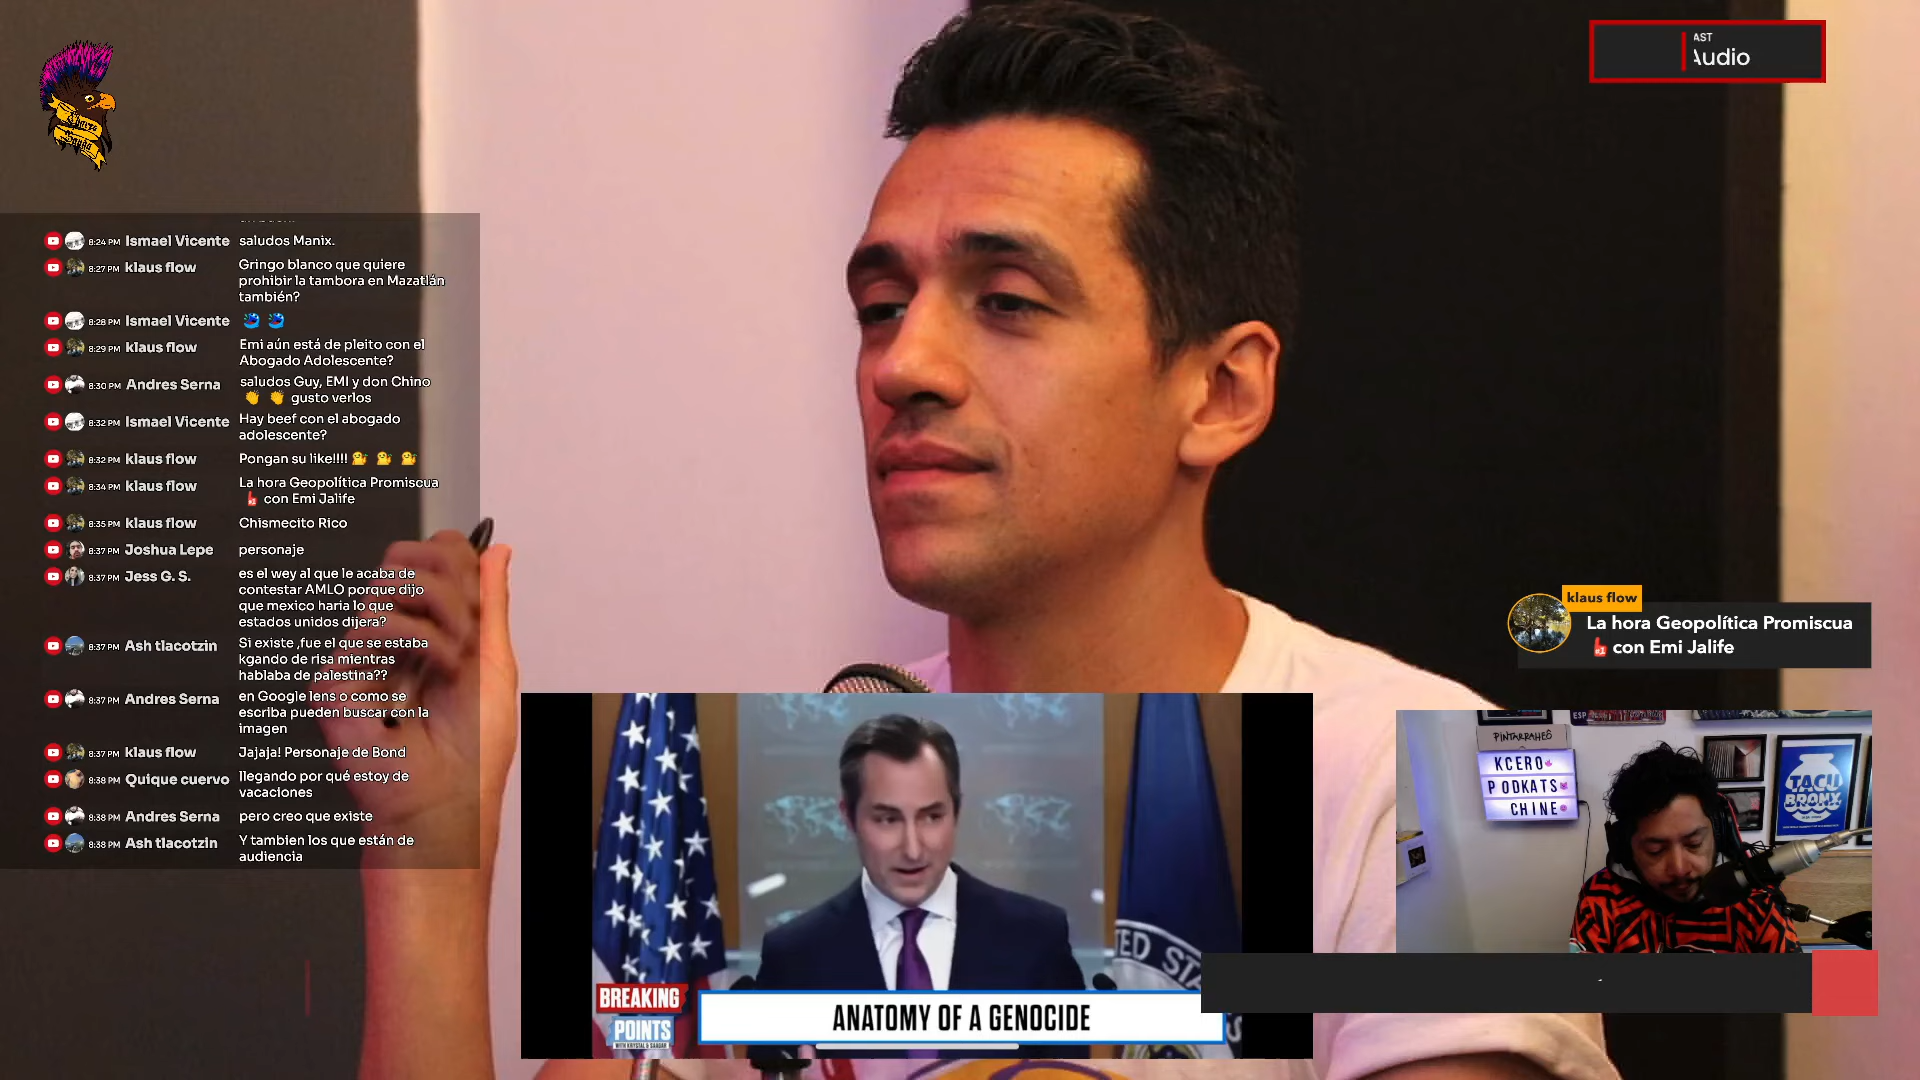 AST
Audio
8:24 PM Ismael Vicente saludos Manix.
8:27 PM klaus flow Gringo blanco que quiere
prohibir la tambora en Mazatlán
también?
8:28 PM Ismael Vicente
8:29 PM klaus flow Emi aún está de pleito con el
Abogado Adolescente?
8:30 PM Andres Serna saludos Guy, EMI y don Chino
gusto verlos
8:32 PM Ismael Vicente Hay beef con el abogado
adolescente?
8:32 PM klaus flow Pongan su like!!!!
8:34 PM klaus flow La hora Geopolítica Promiscua
con Emi Jalife
8:35 PM klaus flow Chismecito Rico
8:37 PM Joshua Lepe personaje
8:37 PM Jess G. S. es el wey al que le acaba de
contestar AMLO porque dijo
que mexico haria lo que
estados unidos dijera?
8:37 PM Ash tlacotzin Si existe ,fue el que se estaba
kgando de risa mientras
hablaba de palestina??
8:37 PM Andres Serna en Google lens o como se
escriba pueden buscar con la
imagen
8:37 PM klaus flow Jajaja! Personaje de Bond
8:38 PM Quique cuervo llegando por qué estoy de
vacaciones
8:38 PM Andres Serna pero creo que existe
8:38 PM Ash tlacotzin Y tambien los que están de
audiencia
klaus flow
La hora Geopolítica Promiscua
con Emi Jalife
PINTARRAHES
KCERO
PODKATS
CHINE
TACU
BRONX
ESP
TED STA
BREAKING
POINTS
WITH KRYSTAL & SAAGAR
ANATOMY OF A GENOCIDE